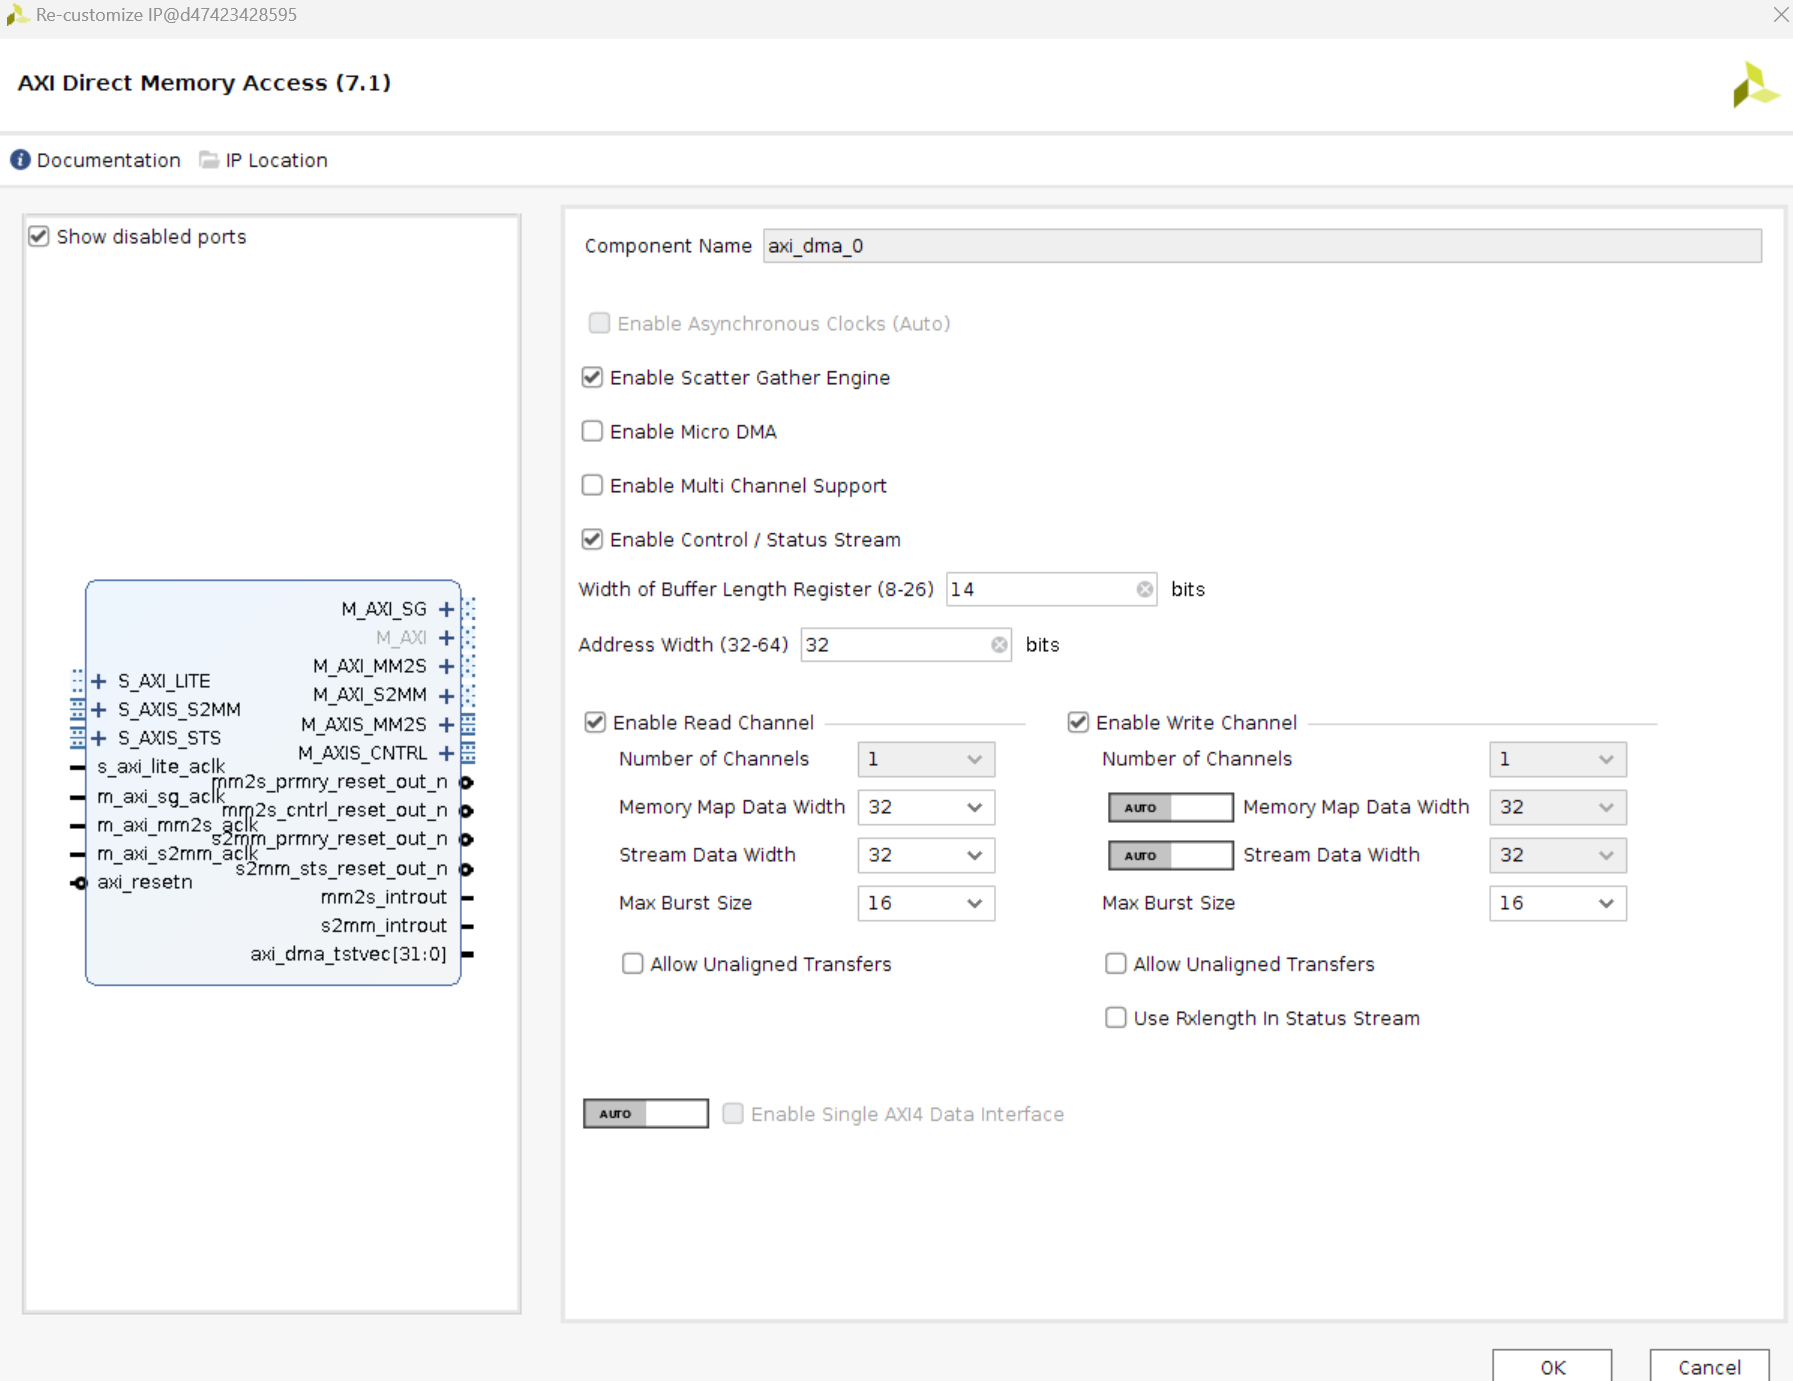 Re-customize IP@d47423428595
AXI Direct Memory Access (7.1)
Documentation IP Location
Show disabled ports
M_AXI_SG
M_AXI
M_AXI_MM2S
S_AXI_LITE
M_AXI_S2MM
S_AXIS_S2MM
M_AXIS_MM2S
S_AXIS_STS
M_AXIS_CNTRL
s_axi_lite_aclk
mm2s_prmry_reset_out_n
m_axi_sg_aclk
mm2s_cntrl_reset_out_n
m_axi_mm2s_aclk
s2mm_prmry_reset_out_n
m_axi_s2mm_aclk
s2mm_sts_reset_out_n
axi_resetn
mm2s_introut
s2mm_introut
axi_dma_tstvec[31:0]
Component Name axi_dma_0
Enable Asynchronous Clocks (Auto)
Enable Scatter Gather Engine
Enable Micro DMA
Enable Multi Channel Support
Enable Control / Status Stream
Width of Buffer Length Register (8-26) 14 bits
Address Width (32-64) 32 bits
Enable Read Channel
Number of Channels 1
Memory Map Data Width 32
Stream Data Width 32
Max Burst Size 16
Allow Unaligned Transfers
Enable Write Channel
Number of Channels 1
AUTO Memory Map Data Width 32
AUTO Stream Data Width 32
Max Burst Size 16
Allow Unaligned Transfers
Use Rxlength In Status Stream
AUTO Enable Single AXI4 Data Interface
OK Cancel